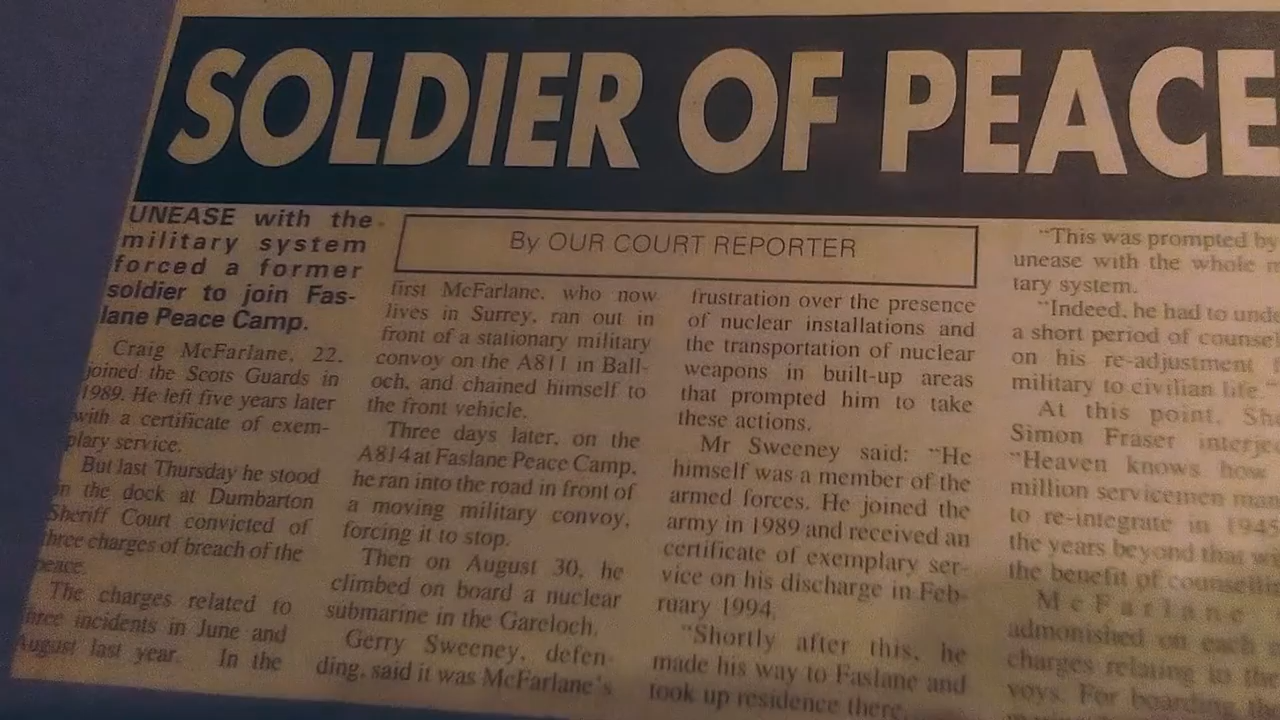 SOLDIER OF PEACE
UNEASE with the
military system
forced a former
soldier to join Fas-
lane Peace Camp.
Craig McFarlane, 22,
joined the Scots Guards in
1989. He left five years later
with a certificate of exem-
plary service.
But last Thursday he stood
in the dock at Dumbarton
Sheriff Court convicted of
three charges of breach of the
peace.
The charges related to
three incidents in June and
August last year. In the
By OUR COURT REPORTER
first McFarlane, who now
lives in Surrey, ran out in
front of a stationary military
convoy on the A811 in Ball-
och, and chained himself to
the front vehicle.
Three days later, on the
A814 at Faslane Peace Camp,
he ran into the road in front of
a moving military convoy,
forcing it to stop.
Then on August 30, he
climbed on board a nuclear
submarine in the Gareloch.
Gerry Sweeney, defen-
ding, said it was McFarlane's
frustration over the presence
of nuclear installations and
the transportation of nuclear
weapons in built-up areas
that prompted him to take
these actions.
Mr Sweeney said: "He
himself was a member of the
armed forces. He joined the
army in 1989 and received an
certificate of exemplary ser-
vice on his discharge in Feb-
ruary 1994.
"Shortly after this, he
made his way to Faslane and
took up residence there.
"This was prompted by
unease with the whole
tary system.
"Indeed, he had to
a short period of
on his re-adjustment
military to civilian life."
At this point,
Simon Fraser
"Heaven knows how
million servicemen
to re-integrate in 1945
the years beyond that
the benefit of
McFarlane
admonished on each
charges relating to the
voys. For boarding the